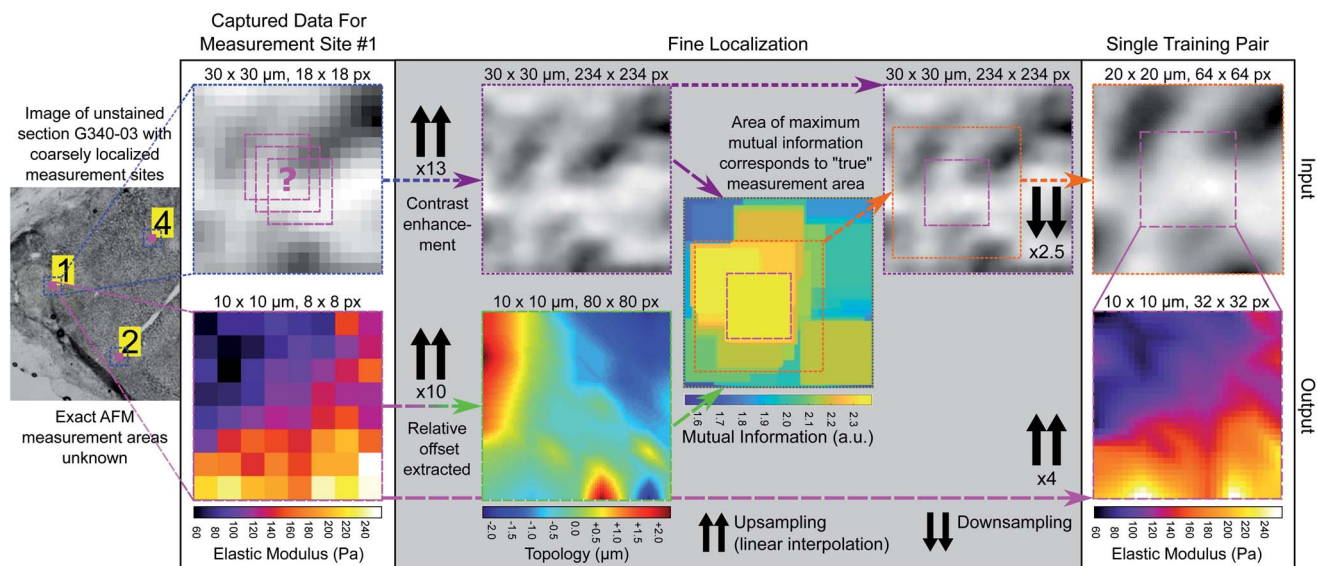 Captured Data For
Measurement Site #1
Fine Localization
Single Training Pair
Image of unstained
section G340-03 with
coarsely localized
measurement sites
4
1
2
Exact AFM
measurement areas
unknown
30 x 30 µm, 18 x 18 px
?
x13
Contrast
enhance-
ment
30 x 30 µm, 234 x 234 px
Area of maximum
mutual information
corresponds to "true"
measurement area
30 x 30 µm, 234 x 234 px
x2.5
20 x 20 µm, 64 x 64 px
Input
10 x 10 µm, 8 x 8 px
60 80 100 120 140 160 180 200 220 240
Elastic Modulus (Pa)
x10
Relative
offset
extracted
10 x 10 µm, 80 x 80 px
-2.0 -1.5 -1.0 -0.5 0.0 +0.5 +1.0 +1.5 +2.0
Topology (µm)
1.6 1.7 1.8 1.9 2.0 2.1 2.2 2.3
Mutual Information (a.u.)
Upsampling
(linear interpolation)
Downsampling
x4
10 x 10 µm, 32 x 32 px
60 80 100 120 140 160 180 200 220 240
Elastic Modulus (Pa)
Output